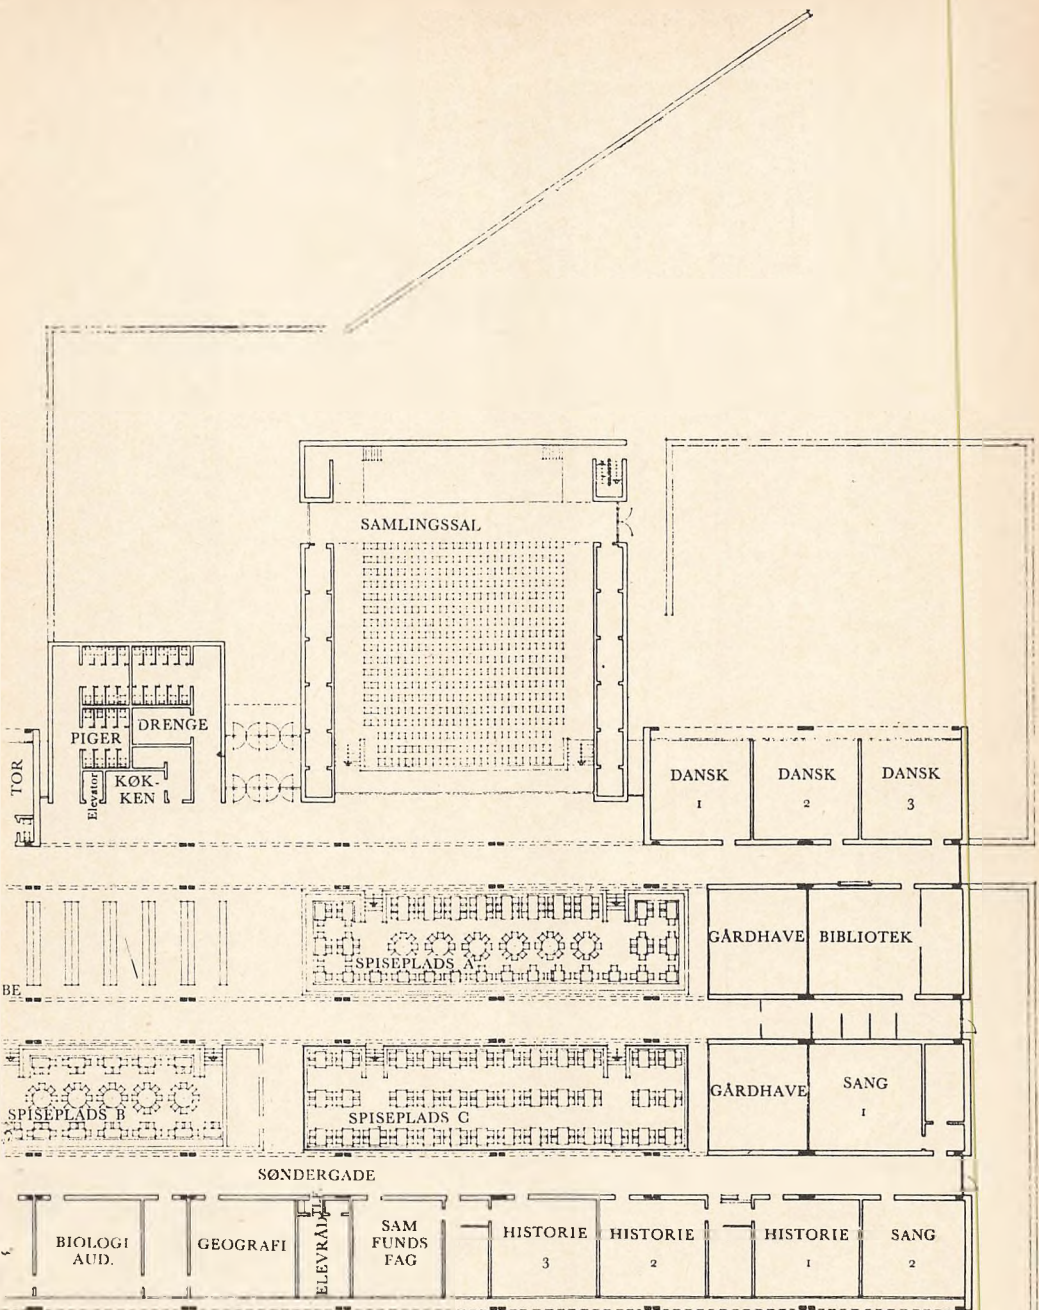 SAMLINGSSAL
DRENGE
PIGER
TOR
Elevator
KØK-
KEN
DANSK
1
DANSK
2
DANSK
3
GÅRDHAVE
BIBLIOTEK
SPISEPLADS A
BE
GÅRDHAVE
SANG
1
SPISEPLADS B
SPISEPLADS C
SØNDERGADE
BIOLOGI
AUD.
GEOGRAFI
ELEVRÅD
SAM
FUNDS
FAG
HISTORIE
3
HISTORIE
2
HISTORIE
1
SANG
2